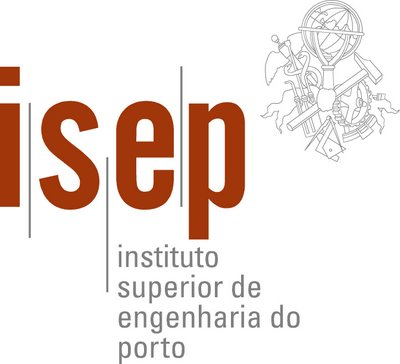 isep
instituto
superior de
engenharia do
porto